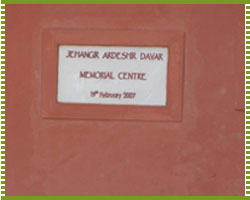 JEHANGIR ARDESHIR DAVAR
MEMORIAL CENTRE
19th February 2007